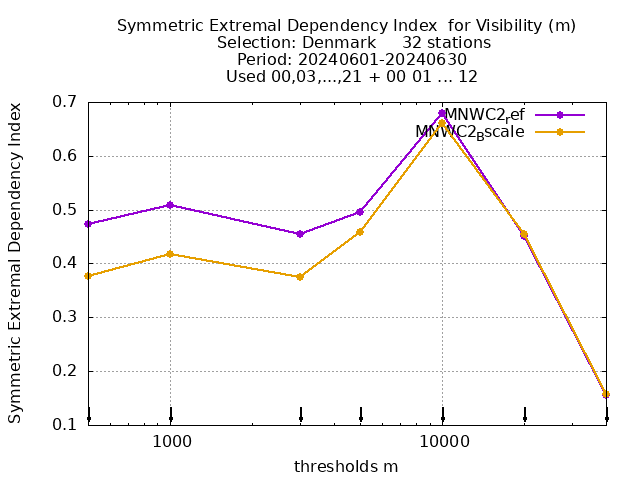 Symmetric Extremal Dependency Index  for Visibility (m)
Selection: Denmark     32 stations
Period: 20240601-20240630
Used 00,03,...,21 + 00 01 ... 12
Symmetric Extremal Dependency Index
0.7
0.6
0.5
0.4
0.3
0.2
0.1
MNWC2ref
MNWC2Bscale
1000
10000
thresholds m